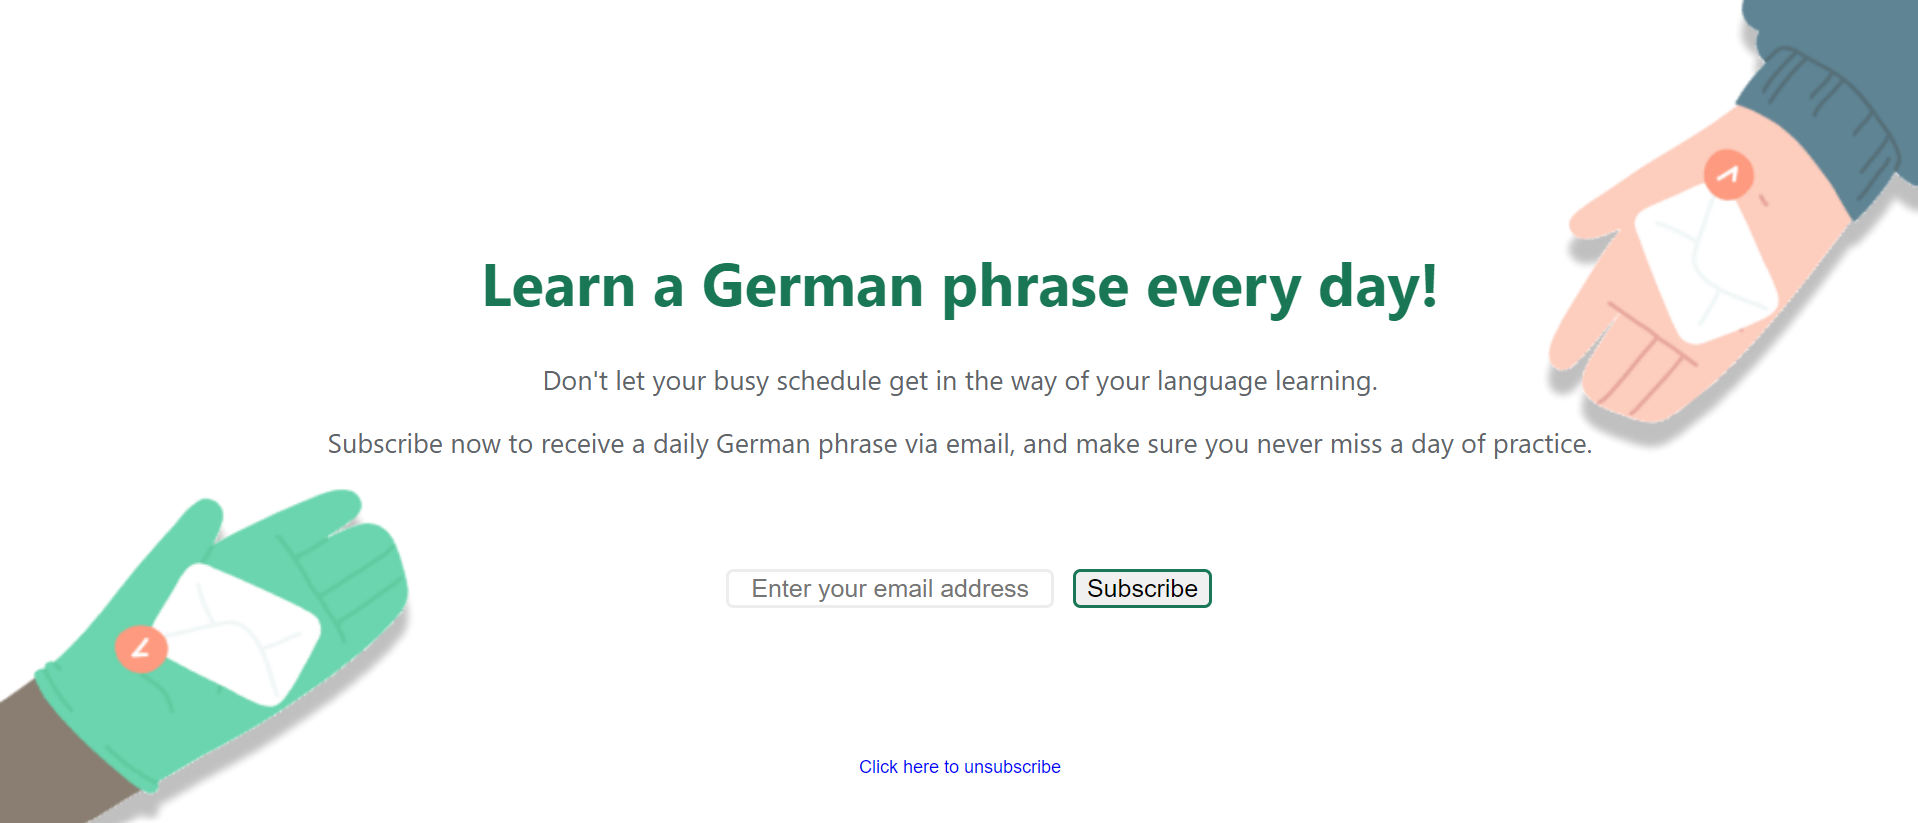 Learn a German phrase every day!
Don't let your busy schedule get in the way of your language learning.
Subscribe now to receive a daily German phrase via email, and make sure you never miss a day of practice.
Enter your email address Subscribe
Click here to unsubscribe